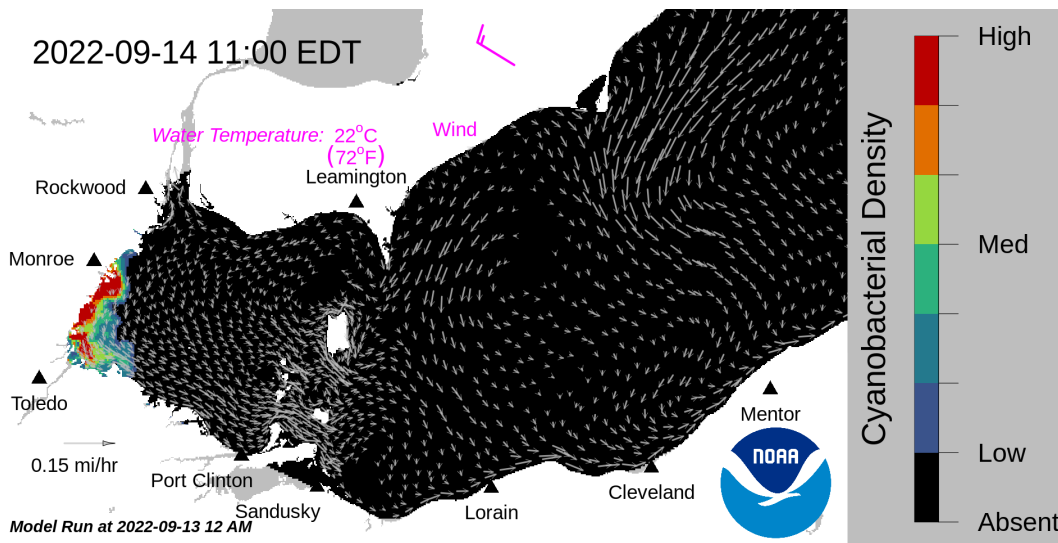 2022-09-14 11:00 EDT
Water Temperature: 22°C
(72°F)
Wind
Leamington
Rockwood
Monroe
Toledo
0.15 mi/hr
Port Clinton
Sandusky
Lorain
Cleveland
Mentor
NOAA
Model Run at 2022-09-13 12 AM
Cyanobacterial Density
High
Med
Low
Absent